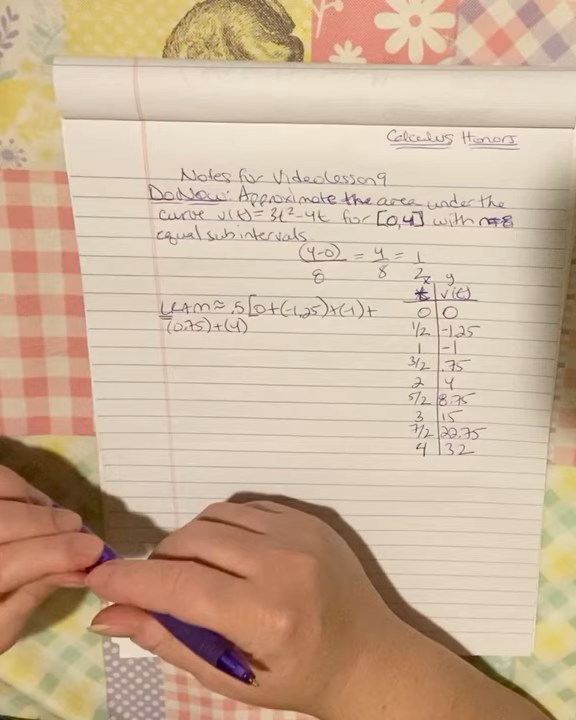 Calculus Honors
Notes for Video Lesson 9
Do Now: Approximate the area under the
curve v(t) = 3t² - 4t for [0,4] with n=8
equal subintervals.
(4-0)/8 = 4/8 = 1/2
x y
t v(t)
0 0
1/2 -1.25
1 -1
3/2 .75
2 4
5/2 8.75
3 15
7/2 22.75
4 32
≈ .5[0+(-1.25)+(-1)+
(0.75)+(4)